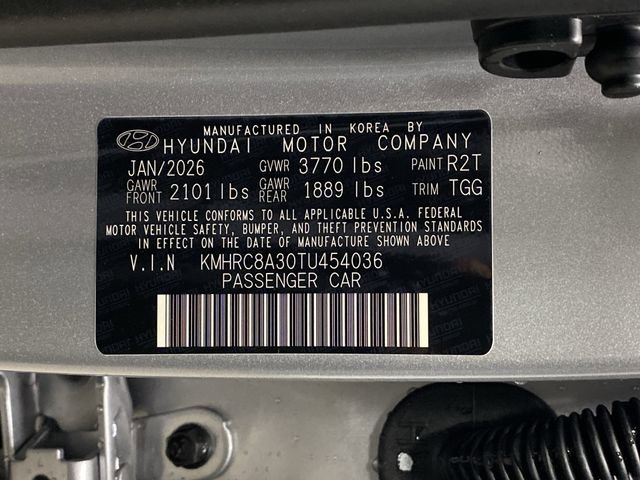 MANUFACTURED IN KOREA BY
HYUNDAI MOTOR COMPANY
JAN/2026 GVWR 3770 lbs PAINT R2T
GAWR FRONT 2101 lbs GAWR REAR 1889 lbs TRIM TGG
THIS VEHICLE CONFORMS TO ALL APPLICABLE U.S.A. FEDERAL
MOTOR VEHICLE SAFETY, BUMPER, AND THEFT PREVENTION STANDARDS
IN EFFECT ON THE DATE OF MANUFACTURE SHOWN ABOVE
V.I.N KMHRC8A30TU454036
PASSENGER CAR